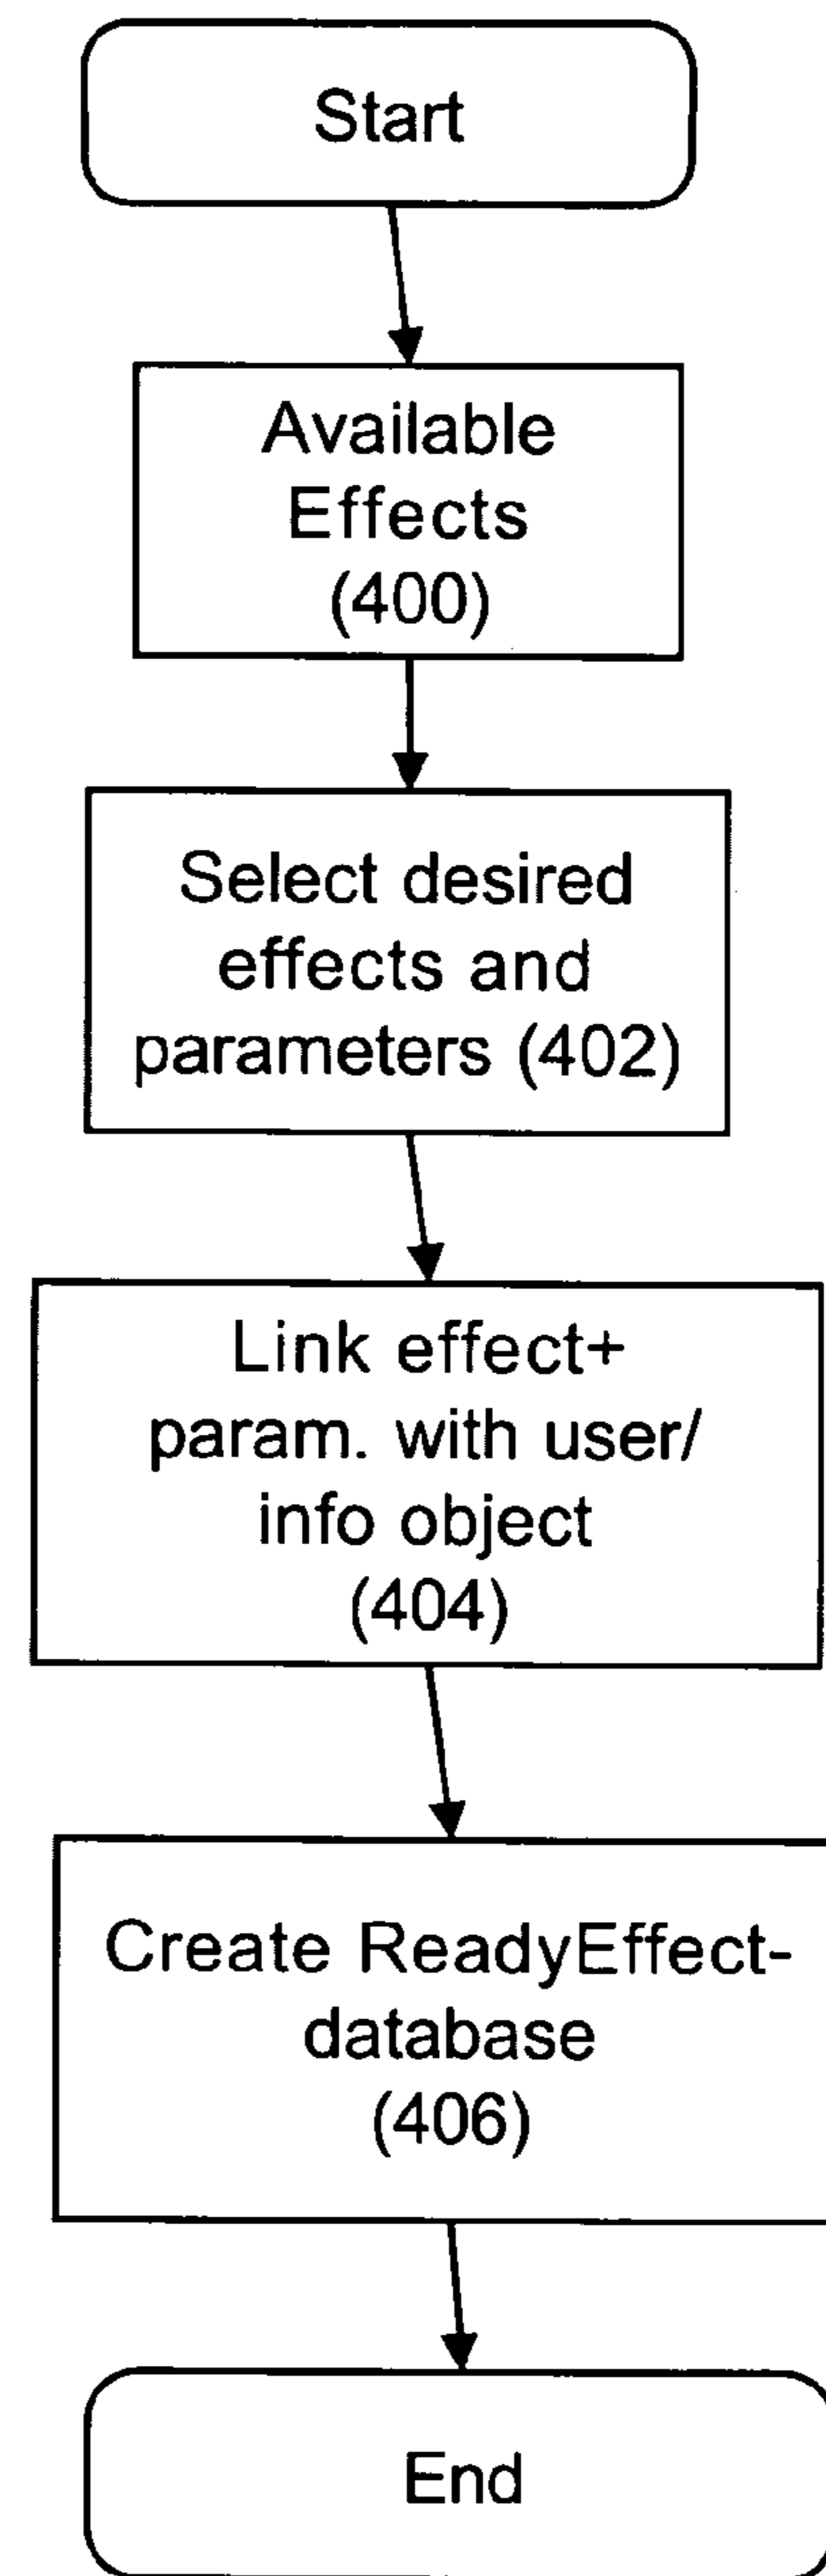 Start
Available
Effects
(400)
Select desired
effects and
parameters (402)
Link effect+
param. with user/
info object
(404)
Create ReadyEffect-
database
(406)
End